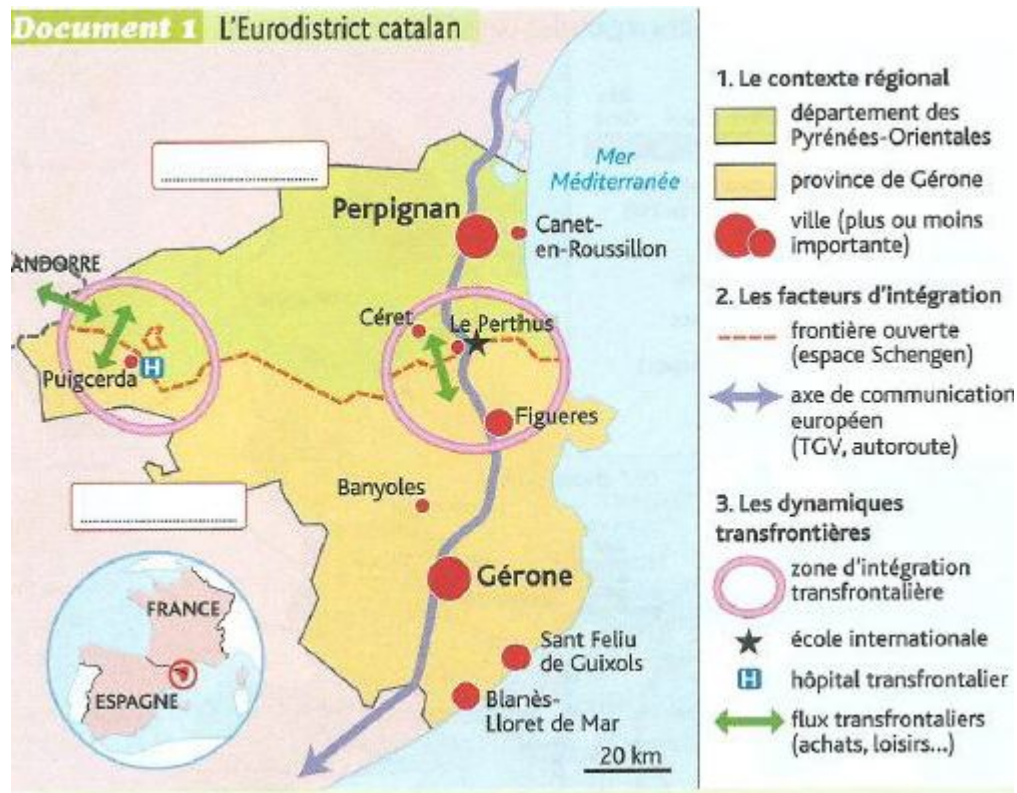 Document 1 L'Eurodistrict catalan
Mer
Méditerranée
Perpignan
Canet-
en-Roussillon
ANDORRE
Céret
Le Perthus
Puigcerda
H
Figueres
Banyoles
Gérone
FRANCE
ESPAGNE
Sant Feliu
de Guixols
Blanès-
Lloret de Mar
20 km
1. Le contexte régional
département des
Pyrénées-Orientales
province de Gérone
ville (plus ou moins
importante)
2. Les facteurs d'intégration
frontière ouverte
(espace Schengen)
axe de communication
européen
(TGV, autoroute)
3. Les dynamiques
transfrontières
zone d'intégration
transfrontalière
école internationale
H hôpital transfrontalier
flux transfrontaliers
(achats, loisirs...)